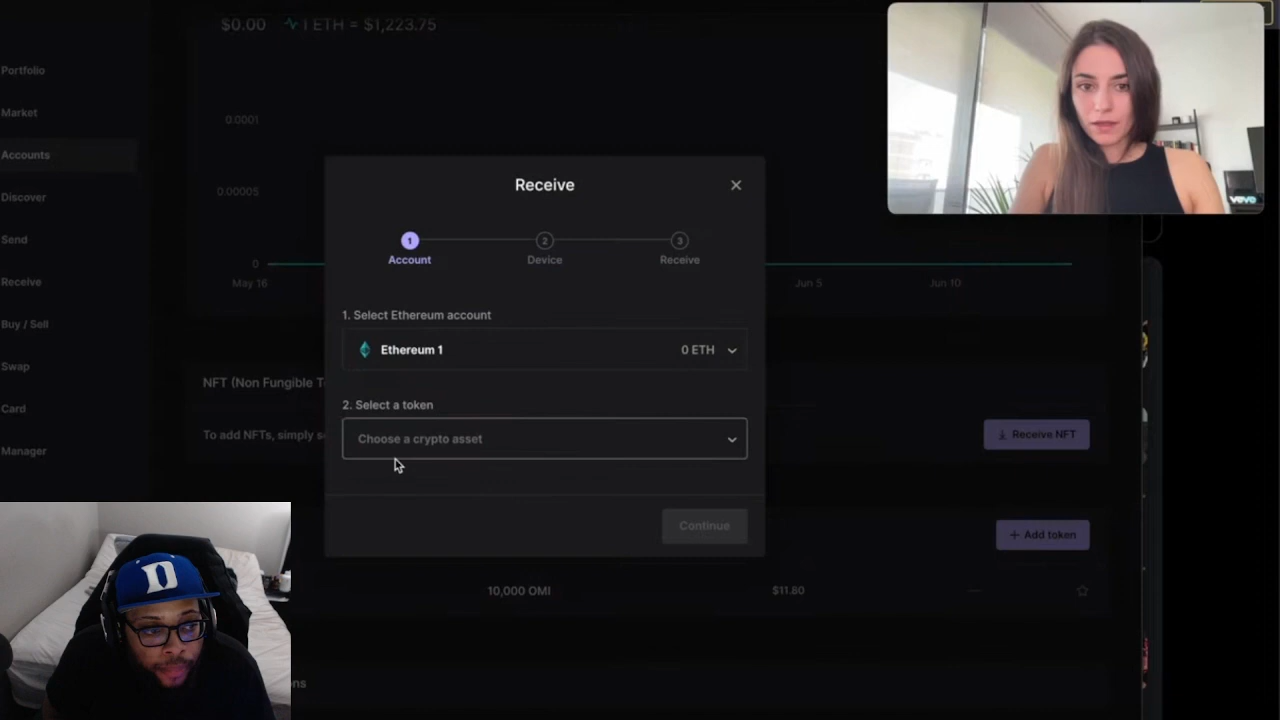 $0.00 1 ETH = $1,223.75
Portfolio
Market
Accounts
Discover
Send
Receive
Buy / Sell
Swap
Card
Manager
0.0001
0.00005
0
May 16
Jun 5
Jun 10
Receive
1
2
3
Account
Device
Receive
1. Select Ethereum account
Ethereum 1
0 ETH
2. Select a token
Choose a crypto asset
Continue
NFT (Non Fungible T
To add NFTs, simply s
Receive NFT
+ Add token
10,000 OMI
$11.80
—
ns
VEVE
D